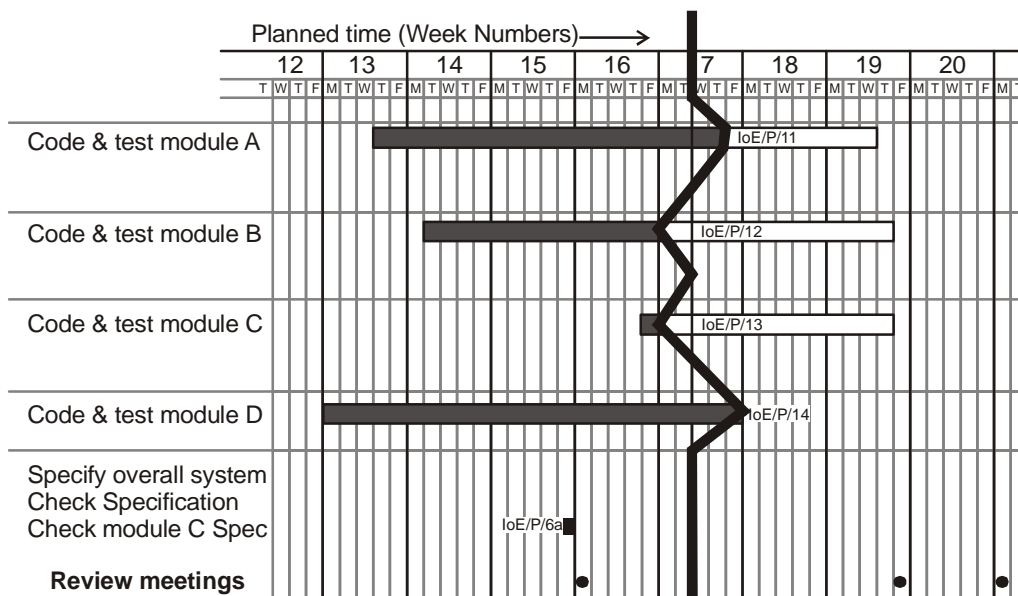 Planned time (Week Numbers)
12 13 14 15 16 7 18 19 20
T W T F M T W T F M T W T F M T W T F M T W T F M T W T F M T W T F M T W T F M T W T F M T
Code & test module A IoE/P/11
Code & test module B IoE/P/12
Code & test module C IoE/P/13
Code & test module D IoE/P/14
Specify overall system
Check Specification
Check module C Spec IoE/P/6a
Review meetings